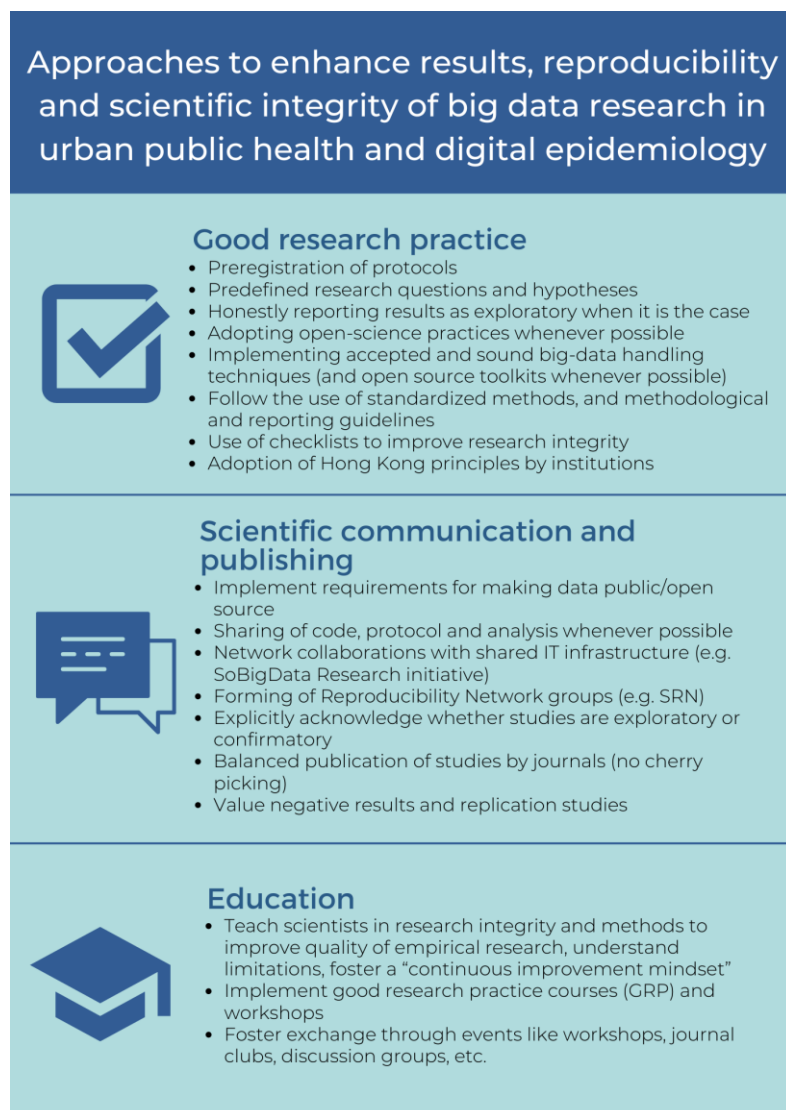 Approaches to enhance results, reproducibility
and scientific integrity of big data research in
urban public health and digital epidemiology
Good research practice
• Preregistration of protocols
• Predefined research questions and hypotheses
• Honestly reporting results as exploratory when it is the case
• Adopting open-science practices whenever possible
• Implementing accepted and sound big-data handling
techniques (and open source toolkits whenever possible)
• Follow the use of standardized methods, and methodological
and reporting guidelines
• Use of checklists to improve research integrity
• Adoption of Hong Kong principles by institutions
Scientific communication and
publishing
• Implement requirements for making data public/open
source
• Sharing of code, protocol and analysis whenever possible
• Network collaborations with shared IT infrastructure (e.g.
SoBigData Research initiative)
• Forming of Reproducibility Network groups (e.g. SRN)
• Explicitly acknowledge whether studies are exploratory or
confirmatory
• Balanced publication of studies by journals (no cherry
picking)
• Value negative results and replication studies
Education
• Teach scientists in research integrity and methods to
improve quality of empirical research, understand
limitations, foster a “continuous improvement mindset”
• Implement good research practice courses (GRP) and
workshops
• Foster exchange through events like workshops, journal
clubs, discussion groups, etc.